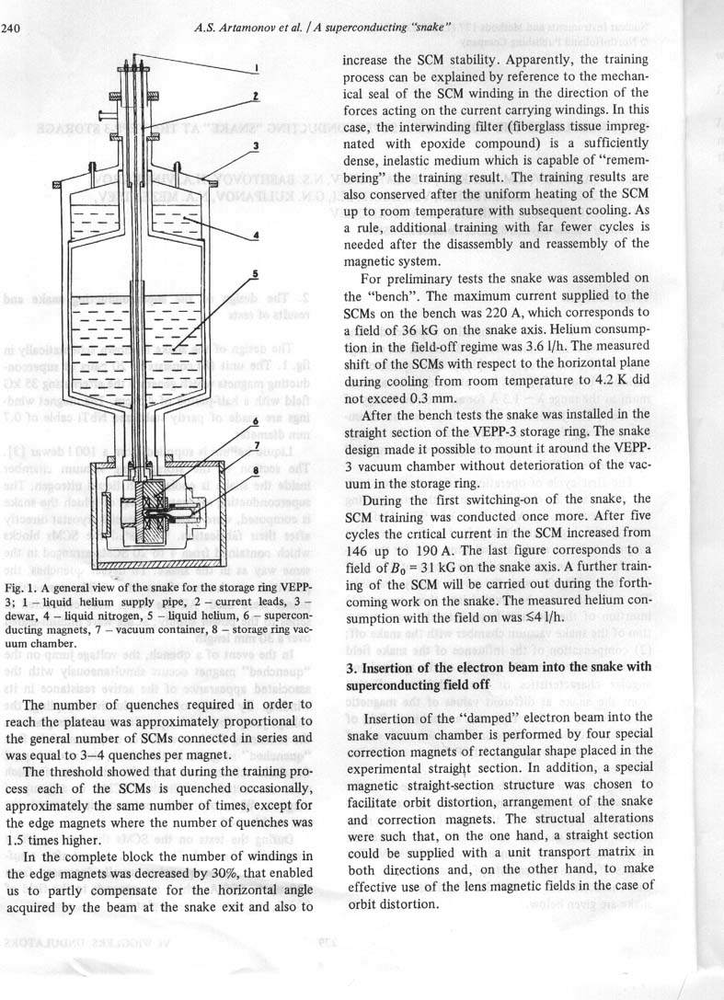 240
A.S. Artamonov et al. / A superconducting "snake"
1
2
3
4
5
6
7
8
Fig. 1. A general view of the snake for the storage ring VEPP-
3; 1 – liquid helium supply pipe, 2 – current leads, 3 –
dewar, 4 – liquid nitrogen, 5 – liquid helium, 6 – supercon-
ducting magnets, 7 – vacuum container, 8 – storage ring vac-
uum chamber.
The number of quenches required in order to
reach the plateau was approximately proportional to
the general number of SCMs connected in series and
was equal to 3–4 quenches per magnet.
The threshold showed that during the training pro-
cess each of the SCMs is quenched occasionally,
approximately the same number of times, except for
the edge magnets where the number of quenches was
1.5 times higher.
In the complete block the number of windings in
the edge magnets was decreased by 30%, that enabled
us to partly compensate for the horizontal angle
acquired by the beam at the snake exit and also to
increase the SCM stability. Apparently, the training
process can be explained by reference to the mechan-
ical seal of the SCM winding in the direction of the
forces acting on the current carrying windings. In this
case, the interwinding filter (fiberglass tissue impreg-
nated with epoxide compound) is a sufficiently
dense, inelastic medium which is capable of "remem-
bering" the training result. The training results are
also conserved after the uniform heating of the SCM
up to room temperature with subsequent cooling. As
a rule, additional training with far fewer cycles is
needed after the disassembly and reassembly of the
magnetic system.
For preliminary tests the snake was assembled on
the "bench". The maximum current supplied to the
SCMs on the bench was 220 A, which corresponds to
a field of 36 kG on the snake axis. Helium consump-
tion in the field-off regime was 3.6 l/h. The measured
shift of the SCMs with respect to the horizontal plane
during cooling from room temperature to 4.2 K did
not exceed 0.3 mm.
After the bench tests the snake was installed in the
straight section of the VEPP-3 storage ring. The snake
design made it possible to mount it around the VEPP-
3 vacuum chamber without deterioration of the vac-
uum in the storage ring.
During the first switching-on of the snake, the
SCM training was conducted once more. After five
cycles the critical current in the SCM increased from
146 up to 190 A. The last figure corresponds to a
field of B₀ = 31 kG on the snake axis. A further train-
ing of the SCM will be carried out during the forth-
coming work on the snake. The measured helium con-
sumption with the field on was ≲4 l/h.
3. Insertion of the electron beam into the snake with
superconducting field off
Insertion of the "damped" electron beam into the
snake vacuum chamber is performed by four special
correction magnets of rectangular shape placed in the
experimental straight section. In addition, a special
magnetic straight-section structure was chosen to
facilitate orbit distortion, arrangement of the snake
and correction magnets. The structual alterations
were such that, on the one hand, a straight section
could be supplied with a unit transport matrix in
both directions and, on the other hand, to make
effective use of the lens magnetic fields in the case of
orbit distortion.